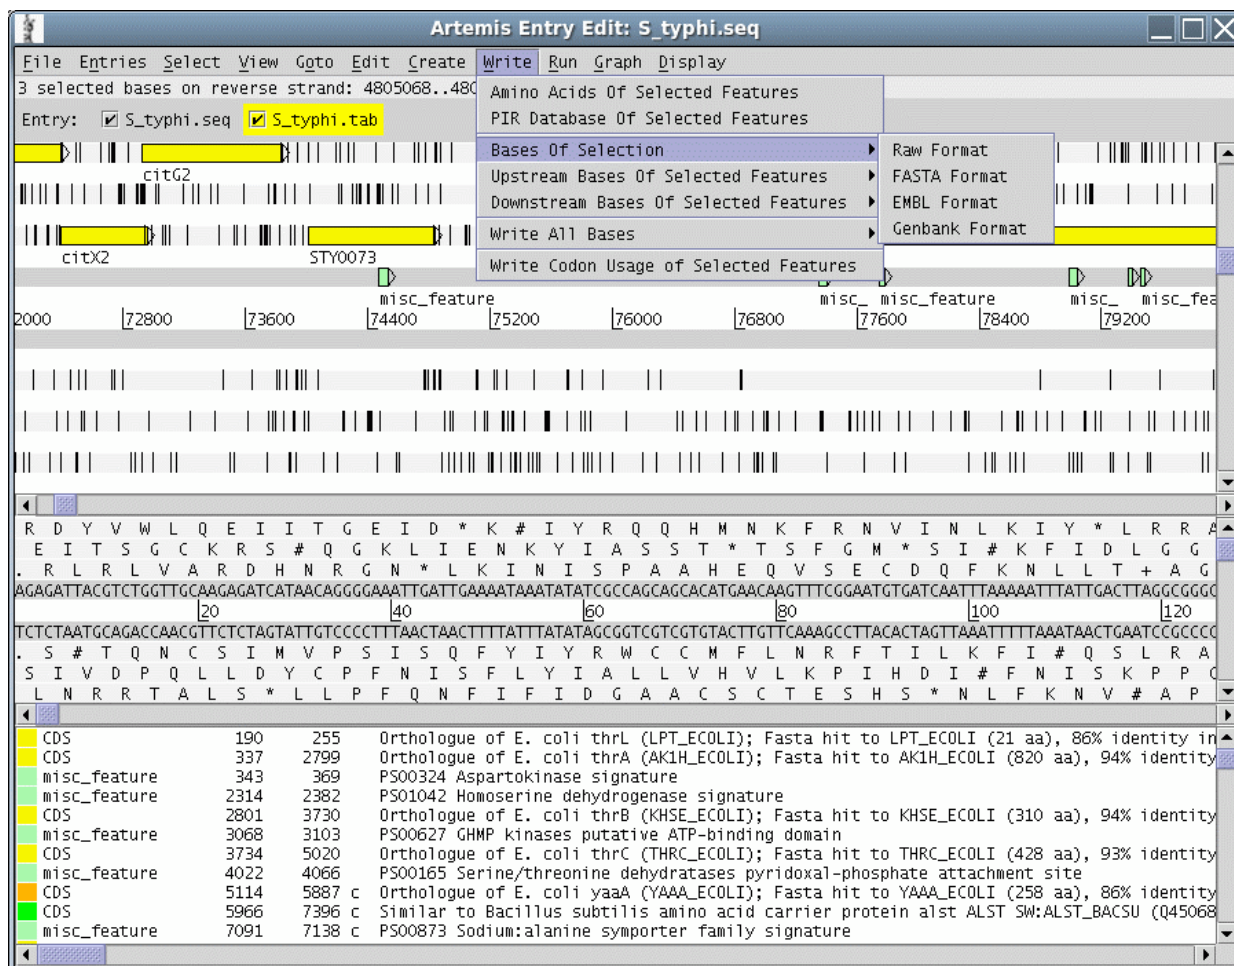 Artemis Entry Edit: S_typhi.seq
File Entries Select View Goto Edit Create Write Run Graph Display
3 selected bases on reverse strand: 4805068..480
Entry: S_typhi.seq S_typhi.tab
Amino Acids Of Selected Features
PIR Database Of Selected Features
Bases Of Selection
Upstream Bases Of Selected Features
Downstream Bases Of Selected Features
Write All Bases
Write Codon Usage of Selected Features
Raw Format
FASTA Format
EMBL Format
Genbank Format
citG2
citX2 STY0073
misc_feature misc_ misc_feature misc_ misc_fea
2000 72800 73600 74400 75200 76000 76800 77600 78400 79200
R D Y V W L Q E I I T G E I D * K # I Y R Q Q H M N K F R N V I N L K I Y * L R R A
E I T S G C K R S # Q G K L I E N K Y I A S S T * T S F G M * S I # K F I D L G G
. R L R L V A R D H N R G N * L K I N I S P A A H E Q V S E C D Q F K N L L T + A G
AGAGATTACGTCTGGTTGCAAGAGATCATAACAGGGGAAATTGATTGAAAATAAATATATCGCCAGCAGCACATGAACAAGTTTCGGAATGTGATCAATTTAAAAATTTATTGACTTAGGCGGGC
20 40 60 80 100 120
TCTCTAATGCAGACCAACGTTCTCTAGTATTGTCCCCTTTAACTAACTTTTATTTATATAGCGGTCGTCGTGTACTTGTTCAAAGCCTTACACTAGTTAAATTTTTAAATAACTGAATCCGCCCG
. S # T Q N C S I M V P S I S Q F Y I Y R W C C M F L N R F T I L K F I # Q S L R A
S I V D P Q L L D Y C P F N I S F L Y I A L L V H V L K P I H D I # F N I S K P P
L N R R T A L S * L L P F Q N F I F I D G A A C S C T E S H S * N L F K N V # A P
CDS 190 255 Orthologue of E. coli thrL (LPT_ECOLI); Fasta hit to LPT_ECOLI (21 aa), 86% identity in
CDS 337 2799 Orthologue of E. coli thrA (AK1H_ECOLI); Fasta hit to AK1H_ECOLI (820 aa), 94% identity
misc_feature 343 369 PS00324 Aspartokinase signature
misc_feature 2314 2382 PS01042 Homoserine dehydrogenase signature
CDS 2801 3730 Orthologue of E. coli thrB (KHSE_ECOLI); Fasta hit to KHSE_ECOLI (310 aa), 94% identity
misc_feature 3068 3103 PS00627 GHMP kinases putative ATP-binding domain
CDS 3734 5020 Orthologue of E. coli thrC (THRC_ECOLI); Fasta hit to THRC_ECOLI (428 aa), 93% identity
misc_feature 4022 4066 PS00165 Serine/threonine dehydratases pyridoxal-phosphate attachment site
CDS 5114 5887 c Orthologue of E. coli yaaA (YAAA_ECOLI); Fasta hit to YAAA_ECOLI (258 aa), 86% identity
CDS 5966 7396 c Similar to Bacillus subtilis amino acid carrier protein alst ALST SW:ALST_BACSU (Q45068
misc_feature 7091 7138 c PS00873 Sodium:alanine symporter family signature